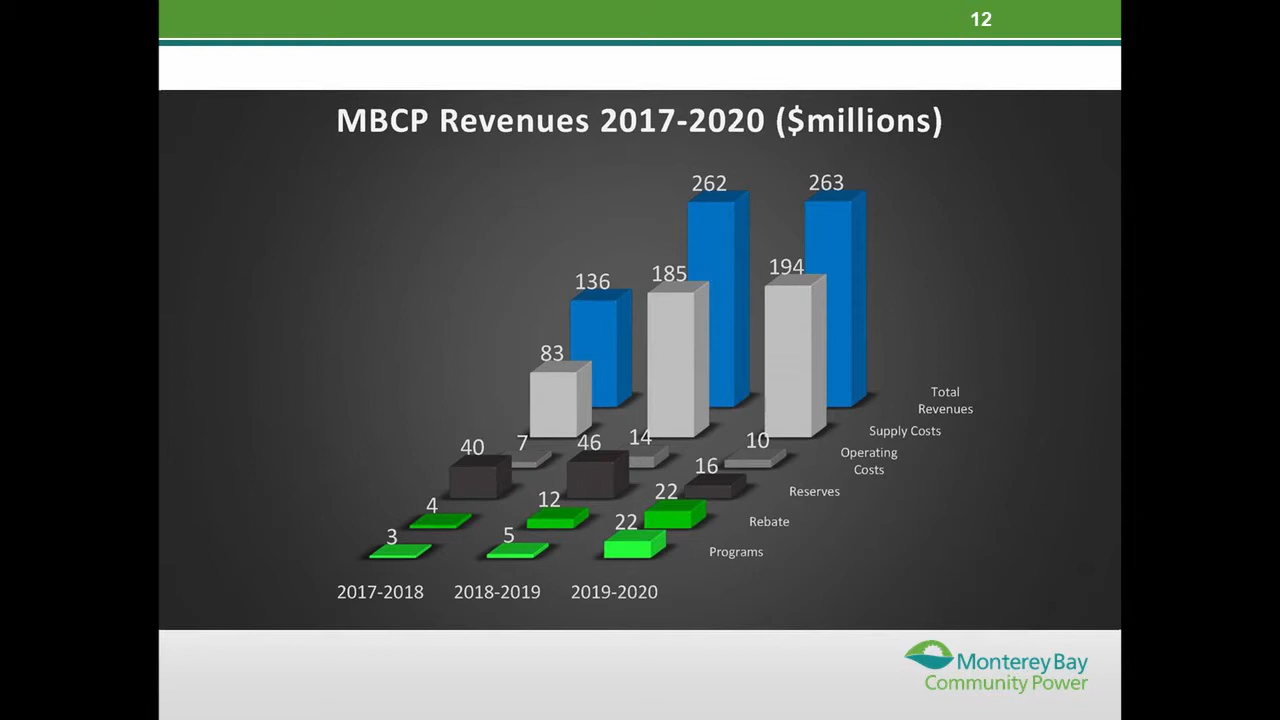 12
MBCP Revenues 2017-2020 ($millions)
262
263
136
185
194
83
40
7
46
14
10
16
4
12
22
3
5
22
Total
Revenues
Supply Costs
Operating
Costs
Reserves
Rebate
Programs
2017-2018
2018-2019
2019-2020
Monterey Bay
Community Power